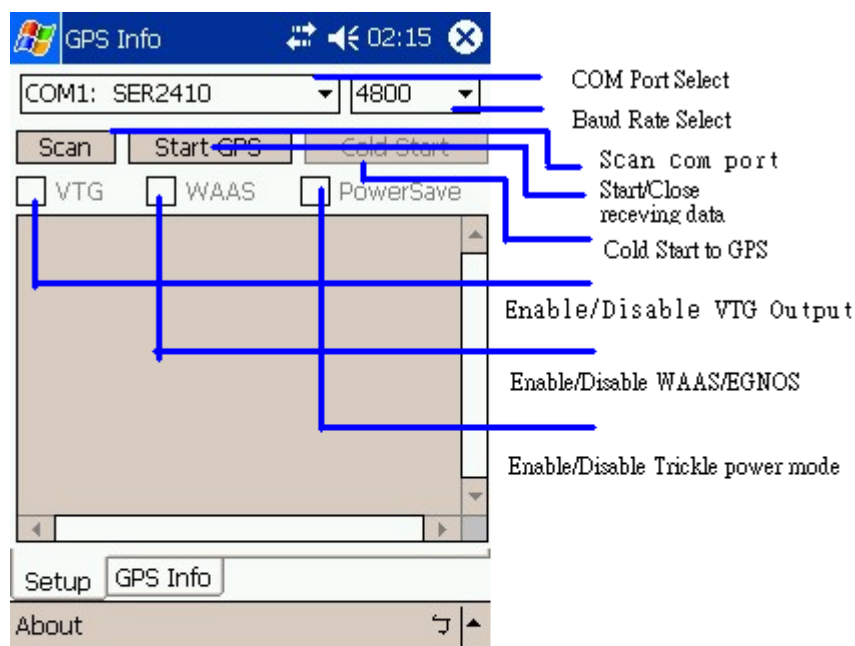 GPS Info 02:15
COM1: SER2410 4800
COM Port Select
Baud Rate Select
Scan Start GPS Cold Start
Scan com port
VTG WAAS PowerSave
Start/Close
receving data
Cold Start to GPS
Enable/Disable VTG Output
Enable/Disable WAAS/EGNOS
Enable/Disable Trickle power mode
Setup GPS Info
About